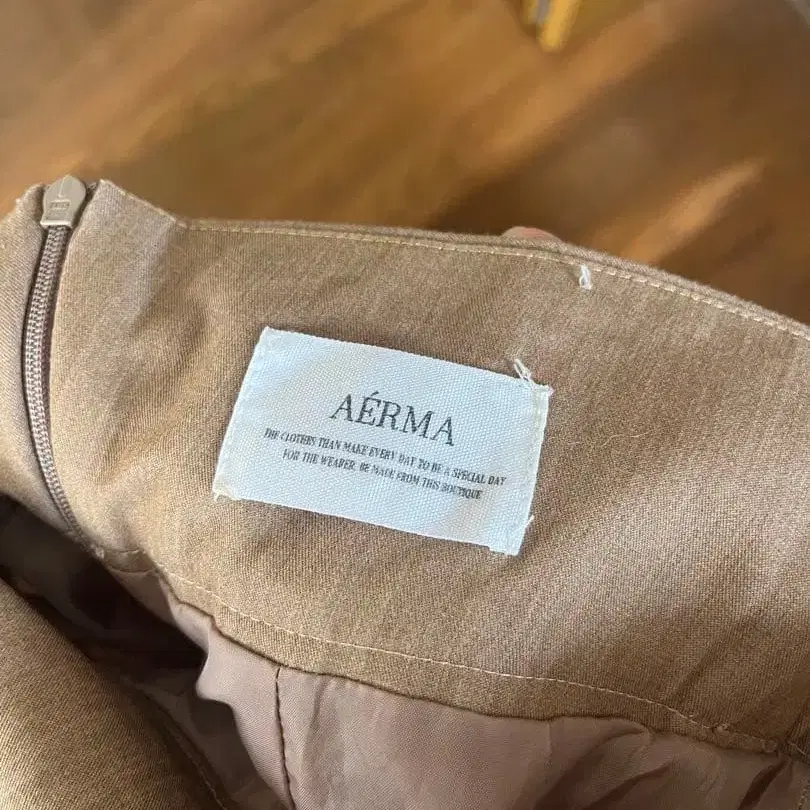 AÉRMA
THE CLOTHES THAN MAKE EVERY DAY TO BE A SPECIAL DAY
FOR THE WEARER, BE MADE FROM THIS BOUTIQUE